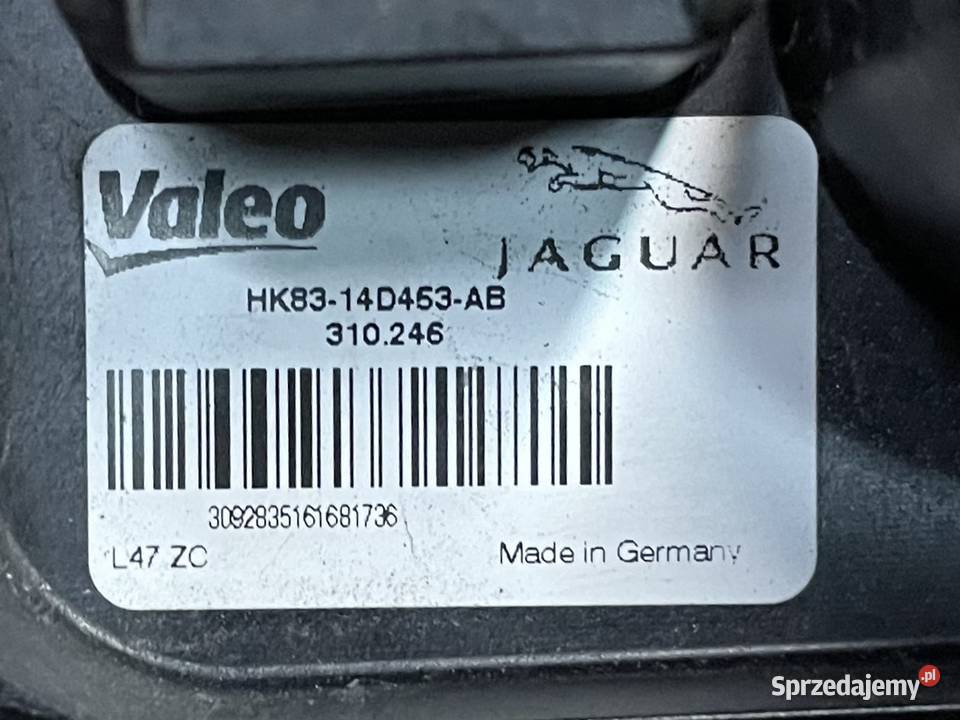 Valeo
JAGUAR
HK83-14D453-AB
310.246
3092835161681736
L47 ZC
Made in Germany
Sprzedajemy.pl